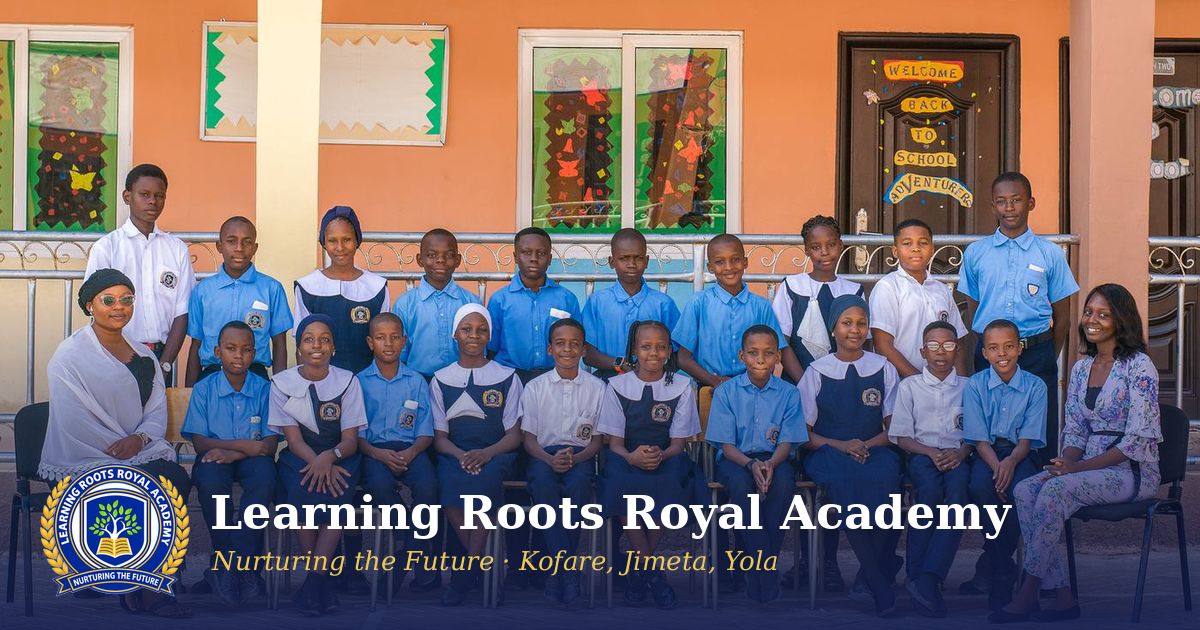 WELCOME
BACK
TO
SCHOOL
ADVENTURER
Learning Roots Royal Academy
Nurturing the Future · Kofare, Jimeta, Yola
LEARNING ROOTS ROYAL ACADEMY
NURTURING THE FUTURE